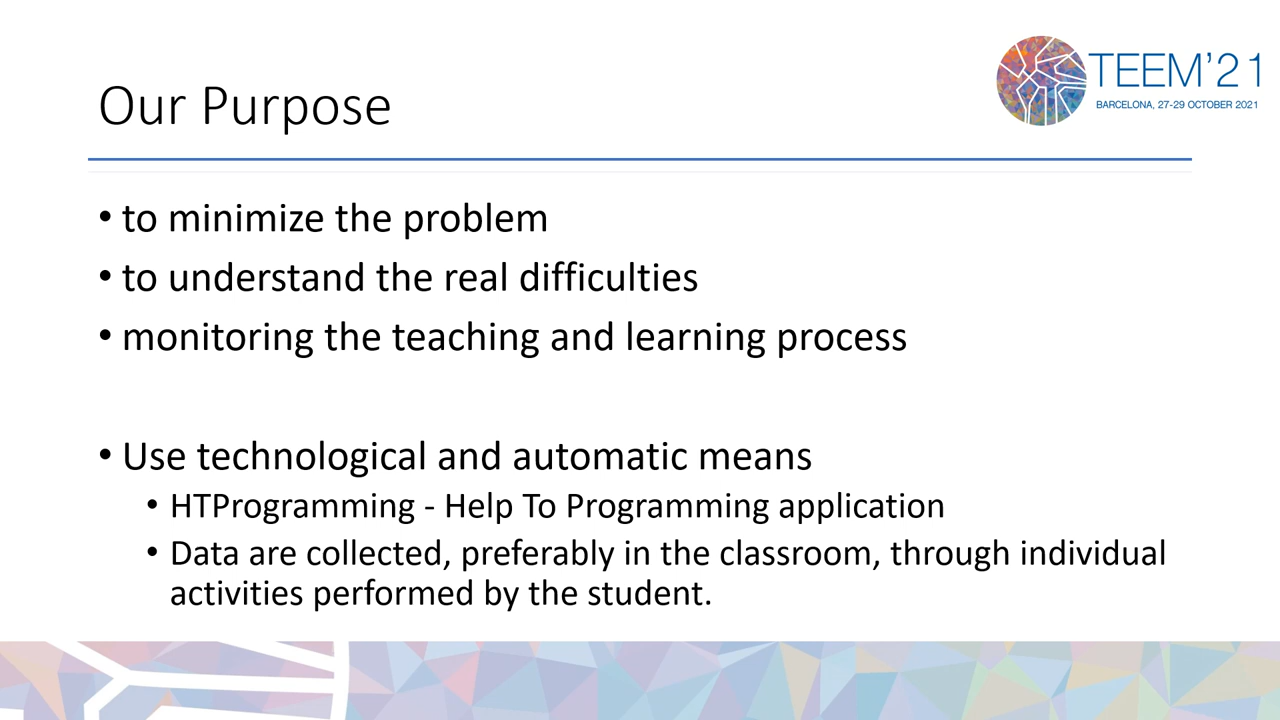 TEEM’21
BARCELONA, 27-29 OCTOBER 2021
Our Purpose
• to minimize the problem
• to understand the real difficulties
• monitoring the teaching and learning process
• Use technological and automatic means
• HTProgramming - Help To Programming application
• Data are collected, preferably in the classroom, through individual
activities performed by the student.